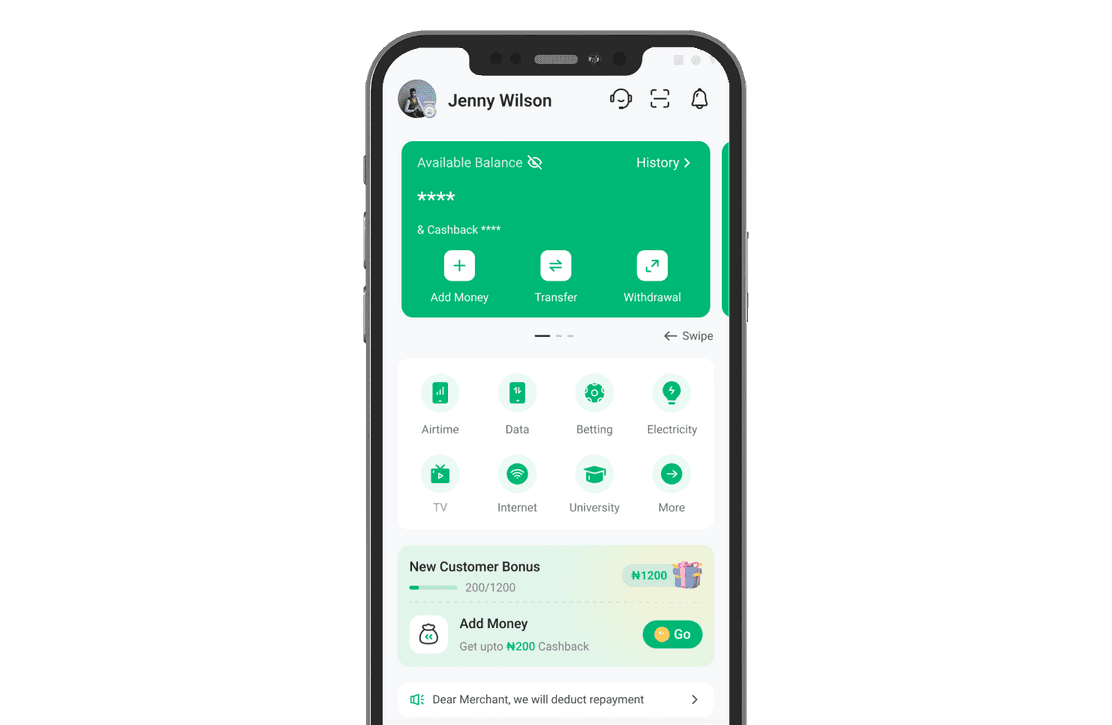 Jenny Wilson
Available Balance
History
****
& Cashback ****
Add Money
Transfer
Withdrawal
Swipe
Airtime
Data
Betting
Electricity
TV
Internet
University
More
New Customer Bonus
₦1200
200/1200
Add Money
Get upto ₦200 Cashback
Go
Dear Merchant, we will deduct repayment